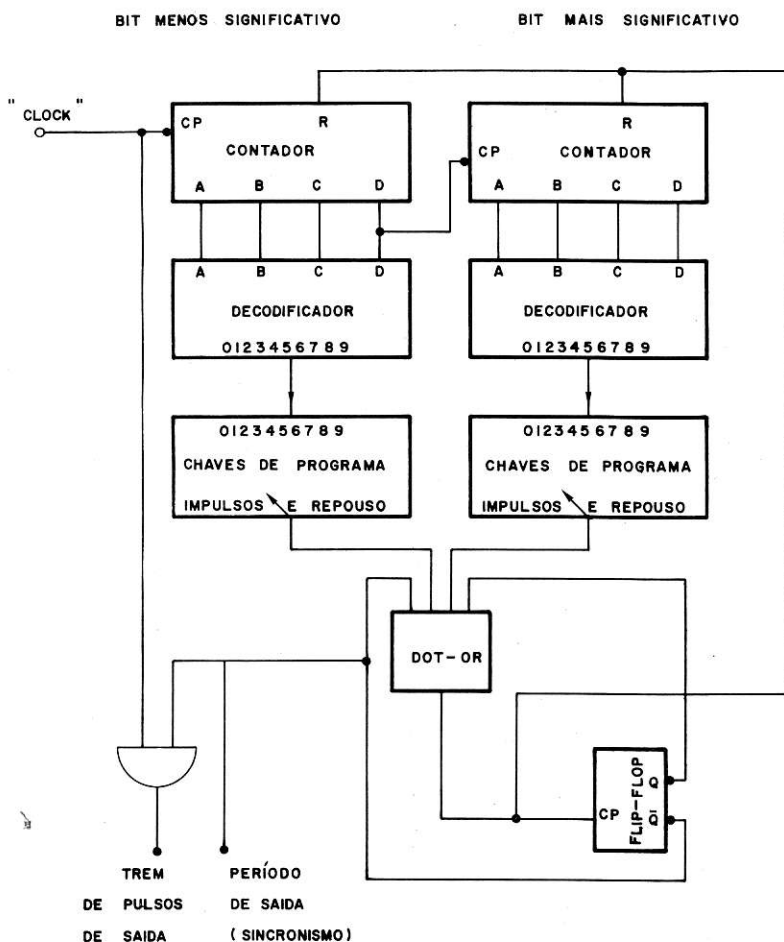 BIT MENOS SIGNIFICATIVO
BIT MAIS SIGNIFICATIVO
" CLOCK "
CP R
CONTADOR
A B C D
CP R
CONTADOR
A B C D
A B C D
DECODIFICADOR
0123456789
A B C D
DECODIFICADOR
0123456789
0123456789
CHAVES DE PROGRAMA
IMPULSOS E REPOUSO
0123456789
CHAVES DE PROGRAMA
IMPULSOS E REPOUSO
DOT-OR
CP
FLIP-FLOP
Q
Q̄
TREM
DE PULSOS
DE SAIDA
PERÍODO
DE SAIDA
( SINCRONISMO )